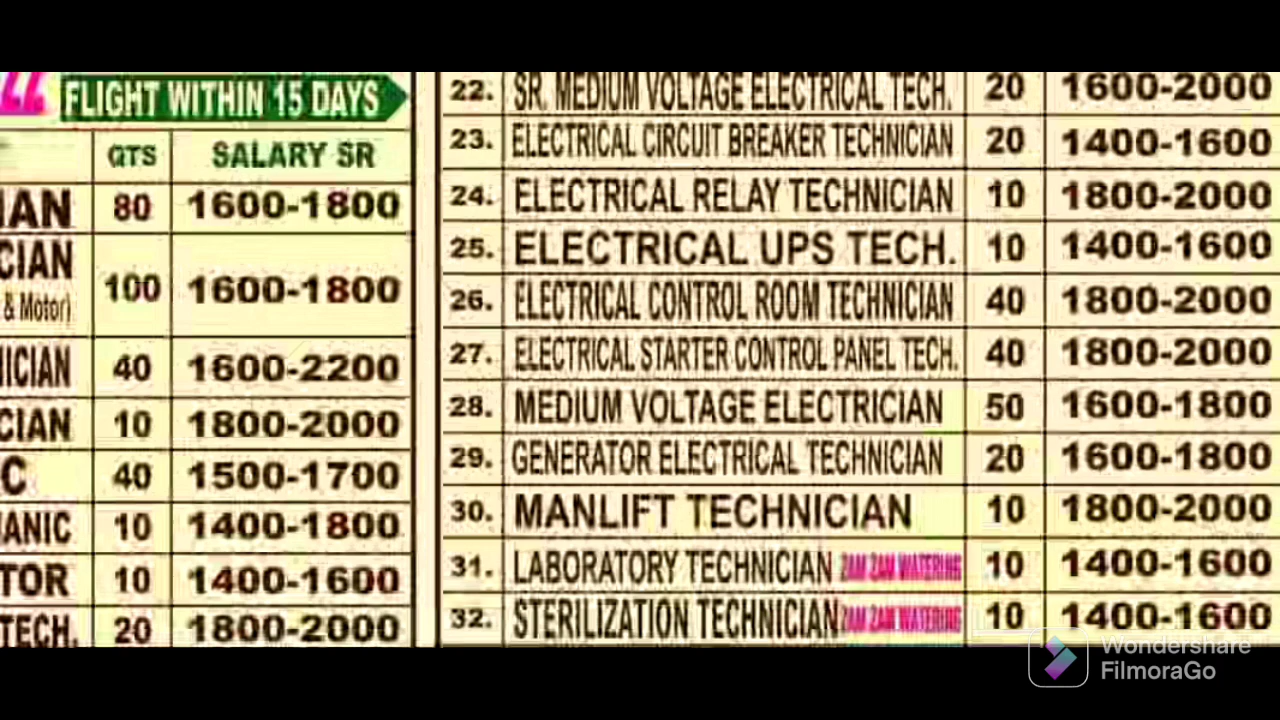 FLIGHT WITHIN 15 DAYS
QTS SALARY SR
80 1600-1800
100 1600-1800
& Motor)
40 1600-2200
10 1800-2000
40 1500-1700
10 1400-1800
10 1400-1600
TECH. 20 1800-2000
22. SR. MEDIUM VOLTAGE ELECTRICAL TECH. 20 1600-2000
23. ELECTRICAL CIRCUIT BREAKER TECHNICIAN 20 1400-1600
24. ELECTRICAL RELAY TECHNICIAN 10 1800-2000
25. ELECTRICAL UPS TECH. 10 1400-1600
26. ELECTRICAL CONTROL ROOM TECHNICIAN 40 1800-2000
27. ELECTRICAL STARTER CONTROL PANEL TECH. 40 1800-2000
28. MEDIUM VOLTAGE ELECTRICIAN 50 1600-1800
29. GENERATOR ELECTRICAL TECHNICIAN 20 1600-1800
30. MANLIFT TECHNICIAN 10 1800-2000
31. LABORATORY TECHNICIAN ZAM ZAM WATERING 10 1400-1600
32. STERILIZATION TECHNICIAN ZAM ZAM WATERING 10 1400-1600
Wondershare
FilmoraGo